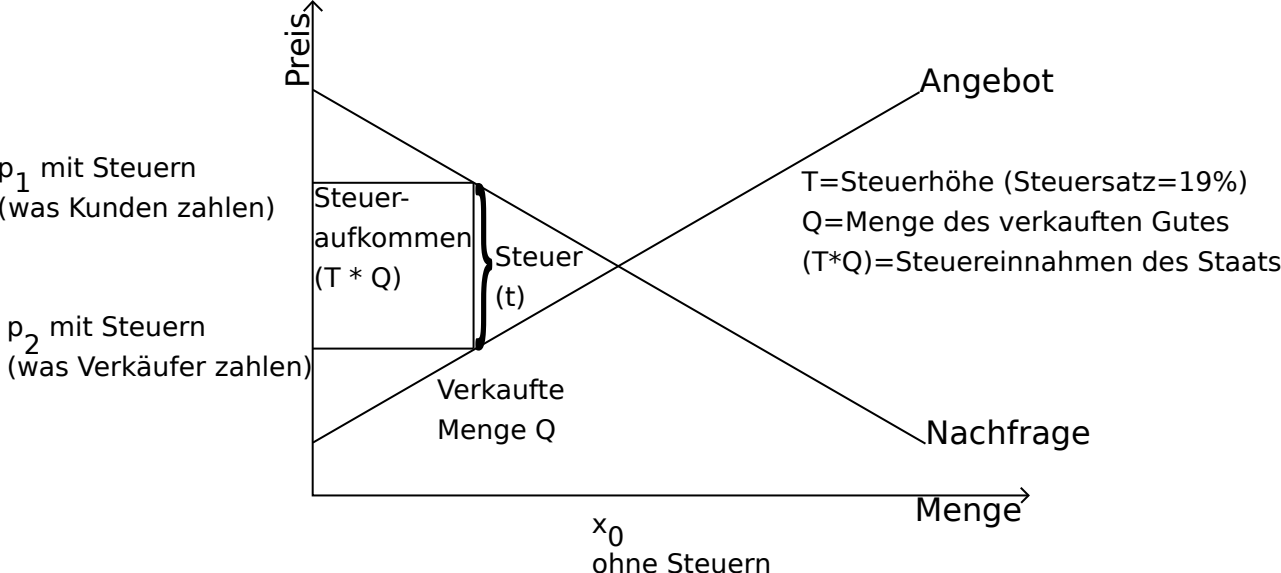 Preis
Angebot
p1 mit Steuern
(was Kunden zahlen)
Steuer-
aufkommen
(T * Q)
Steuer
(t)
T=Steuerhöhe (Steuersatz=19%)
Q=Menge des verkauften Gutes
(T*Q)=Steuereinnahmen des Staats
p2 mit Steuern
(was Verkäufer zahlen)
Verkaufte
Menge Q
Nachfrage
Menge
x0
ohne Steuern